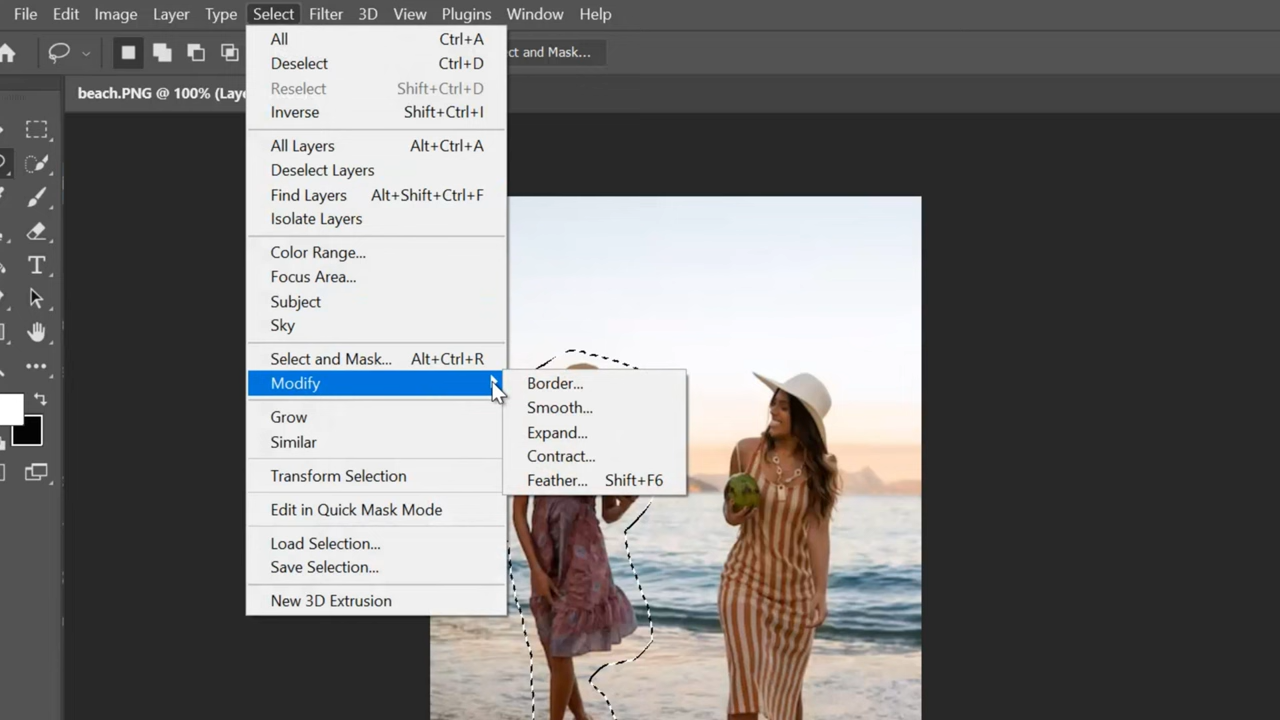 File Edit Image Layer Type Select Filter 3D View Plugins Window Help
ct and Mask...
beach.PNG @ 100% (Laye
All Ctrl+A
Deselect Ctrl+D
Reselect Shift+Ctrl+D
Inverse Shift+Ctrl+I
All Layers Alt+Ctrl+A
Deselect Layers
Find Layers Alt+Shift+Ctrl+F
Isolate Layers
Color Range...
Focus Area...
Subject
Sky
Select and Mask... Alt+Ctrl+R
Modify
Border...
Smooth...
Expand...
Contract...
Feather... Shift+F6
Grow
Similar
Transform Selection
Edit in Quick Mask Mode
Load Selection...
Save Selection...
New 3D Extrusion